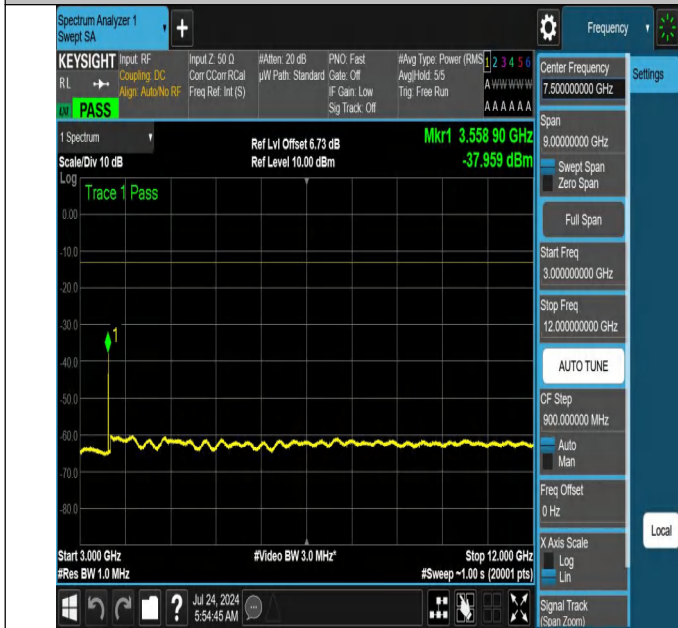 Spectrum Analyzer 1
Swept SA
+
Frequency
KEYSIGHT
RL
PASS
Input: RF
Coupling: DC
Align: Auto/No RF
Input Z: 50 Ω
Corr CCorr RCal
Freq Ref: Int (S)
#Atten: 20 dB
µW Path: Standard
PNO: Fast
Gate: Off
IF Gain: Low
Sig Track: Off
#Avg Type: Power (RMS
Avg|Hold: 5/5
Trig: Free Run
1 2 3 4 5 6
A W W W W W
A A A A A A
Center Frequency
7.500000000 GHz
Settings
Span
9.00000000 GHz
Swept Span
Zero Span
Full Span
Start Freq
3.000000000 GHz
Stop Freq
12.000000000 GHz
AUTO TUNE
CF Step
900.000000 MHz
Auto
Man
Freq Offset
0 Hz
X Axis Scale
Log
Lin
Signal Track
(Span Zoom)
Local
1 Spectrum
Scale/Div 10 dB
Log
Ref Lvl Offset 6.73 dB
Ref Level 10.00 dBm
Mkr1 3.558 90 GHz
-37.959 dBm
Trace 1 Pass
0.00
-10.0
-20.0
-30.0
-40.0
-50.0
-60.0
-70.0
-80.0
1
Start 3.000 GHz
#Res BW 1.0 MHz
#Video BW 3.0 MHz*
Stop 12.000 GHz
#Sweep ~1.00 s (20001 pts)
?
Jul 24, 2024
5:54:45 AM